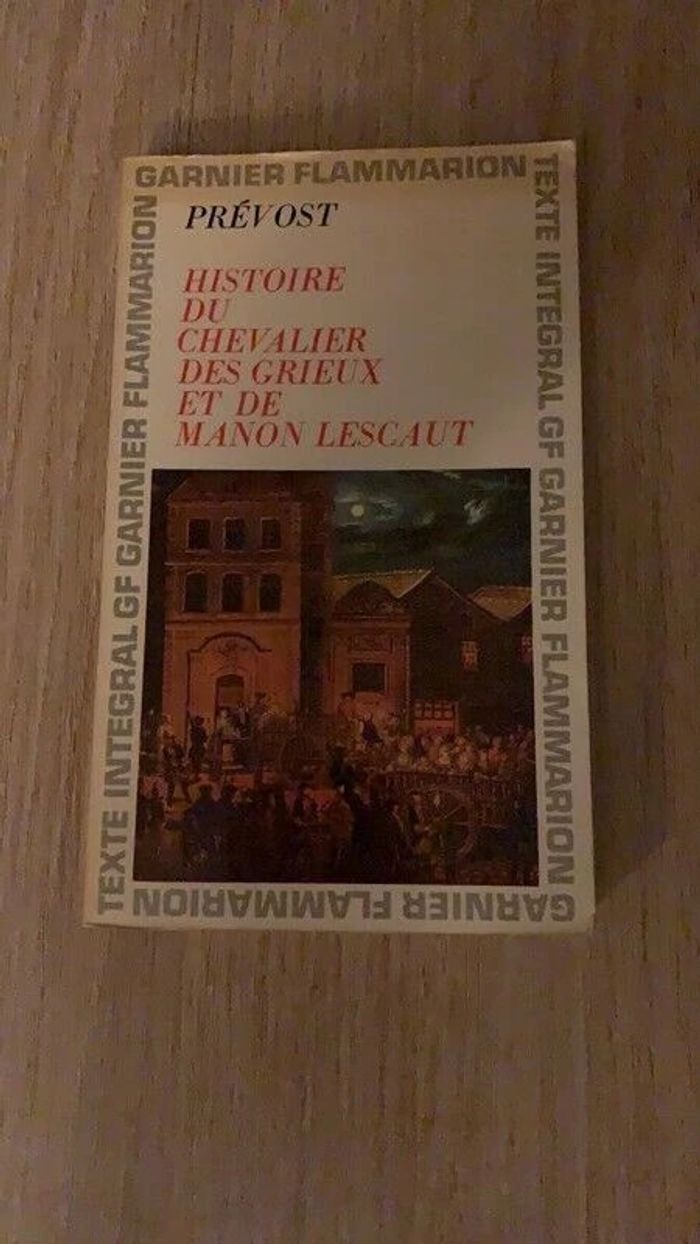 GARNIER FLAMMARION
PRÉVOST
HISTOIRE
DU
CHEVALIER
DES GRIEUX
ET DE
MANON LESCAUT
TEXTE INTEGRAL GF GARNIER FLAMMARION
TEXTE INTEGRAL GF GARNIER FLAMMARION
GARNIER FLAMMARION